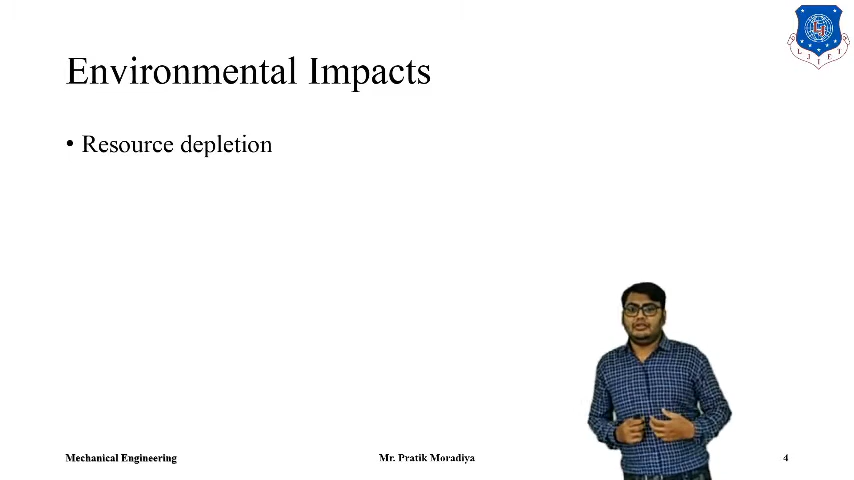 Environmental Impacts
• Resource depletion
Mechanical Engineering
Mr. Pratik Moradiya
4
L J I E T